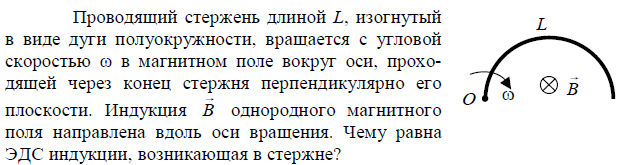 Проводящий стержень длиной L, изогнутый
в виде дуги полуокружности, вращается с угловой
скоростью ω в магнитном поле вокруг оси, прохо-
дящей через конец стержня перпендикулярно его
плоскости. Индукция B⃗ однородного магнитного
поля направлена вдоль оси вращения. Чему равна
ЭДС индукции, возникающая в стержне?
L
O ω B⃗